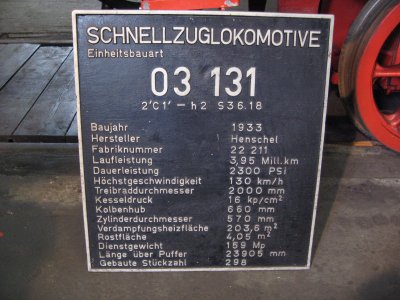 SCHNELLZUGLOKOMOTIVE
Einheitsbauart
03 131
2'C1' - h2 S36.18
Baujahr 1933
Hersteller Henschel
Fabriknummer 22 211
Laufleistung 3,95 Mill.km
Dauerleistung 2300 PSi
Höchstgeschwindigkeit 130 km/h
Treibraddurchmesser 2000 mm
Kesseldruck 16 kp/cm²
Kolbenhub 660 mm
Zylinderdurchmesser 570 mm
Verdampfungsheizfläche 203,6 m²
Rostfläche 4,05 m²
Dienstgewicht 159 Mp
Länge über Puffer 23905 mm
Gebaute Stückzahl 298